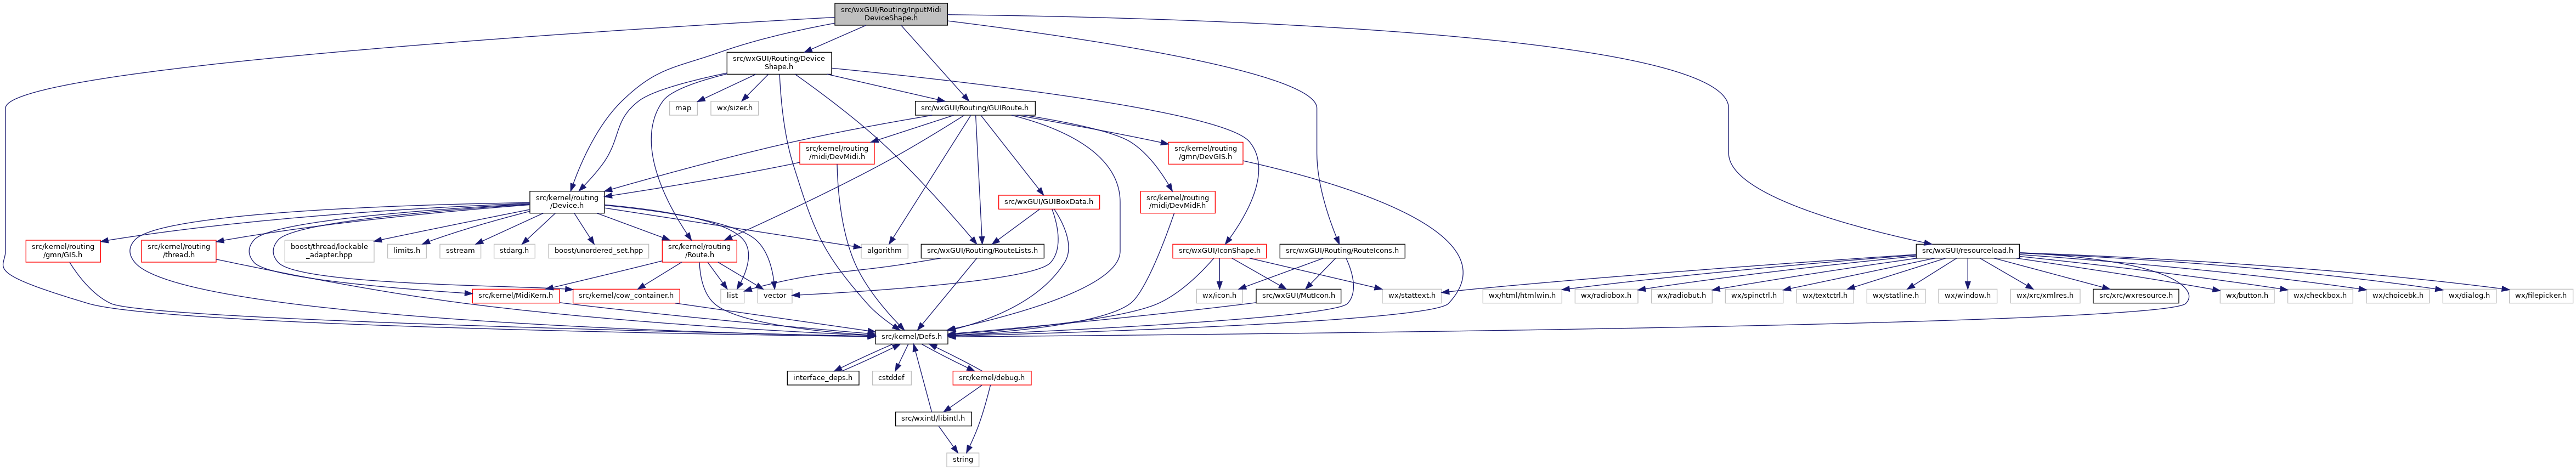 src/wxGUI/Routing/InputMidi
DeviceShape.h
src/wxGUI/Routing/Device
Shape.h
map
wx/sizer.h
src/wxGUI/Routing/GUIRoute.h
src/kernel/routing
/midi/DevMidi.h
src/kernel/routing
/gmn/DevGIS.h
src/kernel/routing
/Device.h
src/wxGUI/GUIBoxData.h
src/kernel/routing
/midi/DevMidF.h
src/kernel/routing
/gmn/GIS.h
src/kernel/routing
/thread.h
boost/thread/lockable
_adapter.hpp
limits.h
sstream
stdarg.h
boost/unordered_set.hpp
src/kernel/routing
/Route.h
algorithm
src/wxGUI/Routing/RouteLists.h
src/wxGUI/IconShape.h
src/wxGUI/Routing/RouteIcons.h
src/wxGUI/resourceload.h
src/kernel/MidiKern.h
src/kernel/cow_container.h
list
vector
wx/icon.h
src/wxGUI/MutIcon.h
wx/stattext.h
wx/html/htmlwin.h
wx/radiobox.h
wx/radiobut.h
wx/spinctrl.h
wx/textctrl.h
wx/statline.h
wx/window.h
wx/xrc/xmlres.h
src/xrc/wxresource.h
wx/button.h
wx/checkbox.h
wx/choicebk.h
wx/dialog.h
wx/filepicker.h
src/kernel/Defs.h
interface_deps.h
cstddef
src/kernel/debug.h
src/wxintl/libintl.h
string